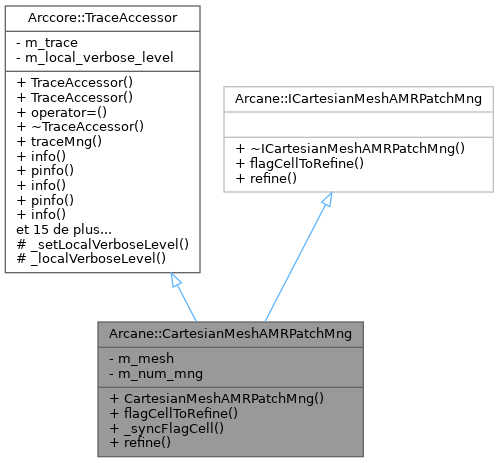 Arccore::TraceAccessor
- m_trace
- m_local_verbose_level
+ TraceAccessor()
+ TraceAccessor()
+ operator=()
+ ~TraceAccessor()
+ traceMng()
+ info()
+ pinfo()
+ info()
+ pinfo()
+ info()
et 15 de plus...
# _setLocalVerboseLevel()
# _localVerboseLevel()
Arcane::ICartesianMeshAMRPatchMng
+ ~ICartesianMeshAMRPatchMng()
+ flagCellToRefine()
+ refine()
Arcane::CartesianMeshAMRPatchMng
- m_mesh
- m_num_mng
+ CartesianMeshAMRPatchMng()
+ flagCellToRefine()
+ _syncFlagCell()
+ refine()